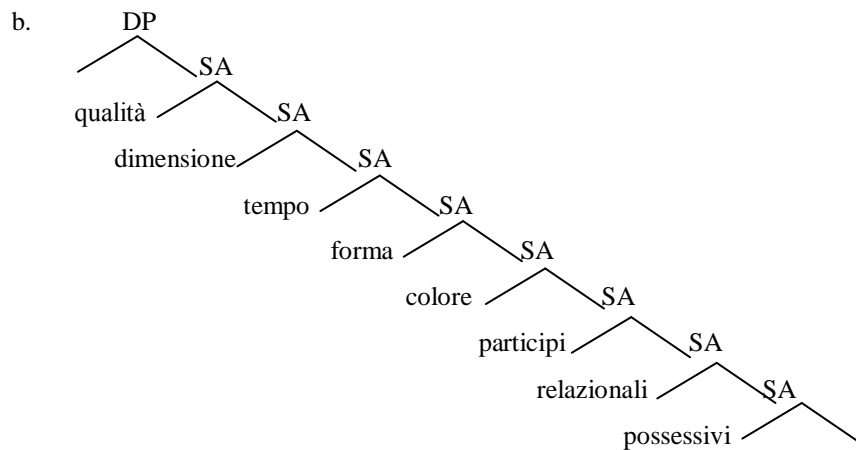 b. DP
SA
qualità SA
dimensione SA
tempo SA
forma SA
colore SA
participi SA
relazionali SA
possessivi